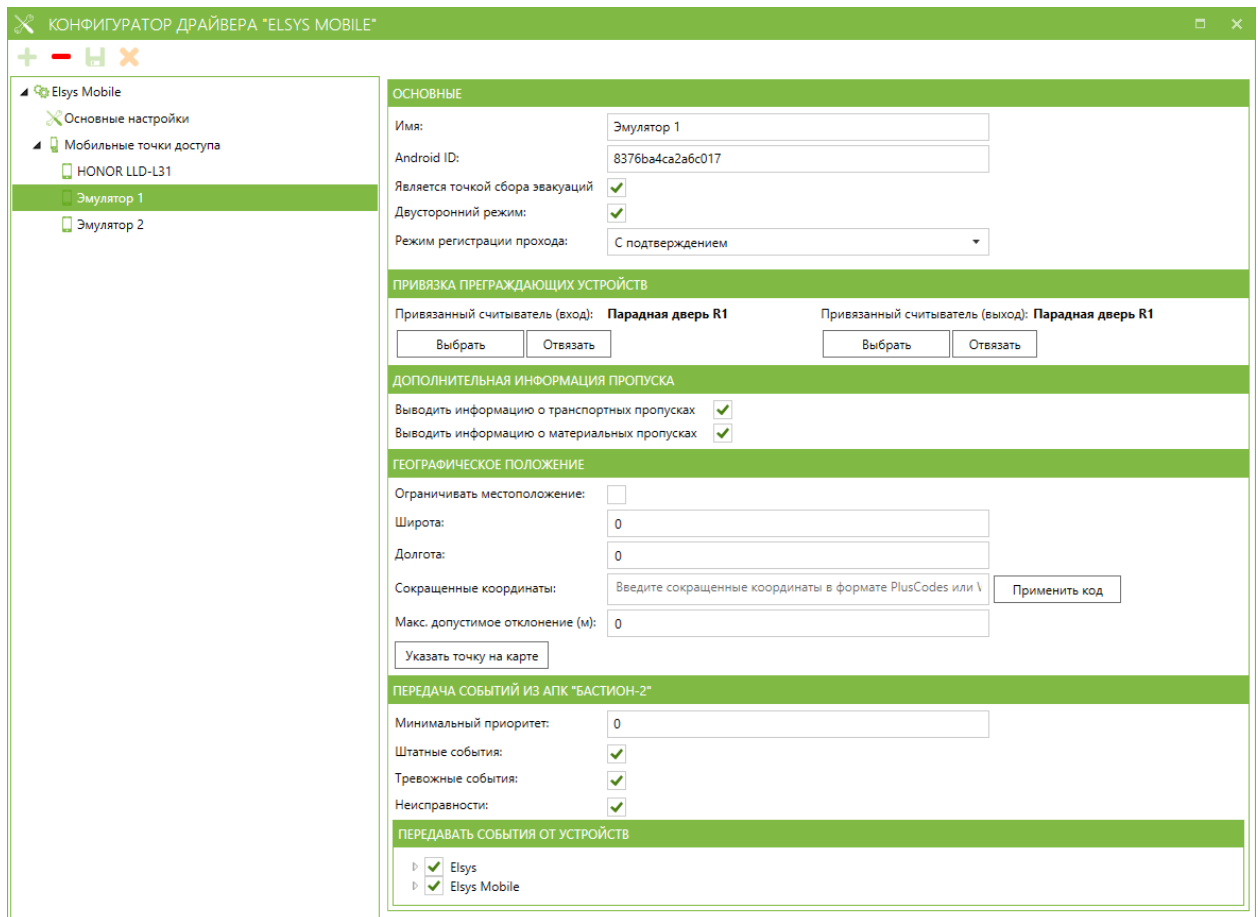 КОНФИГУРАТОР ДРАЙВЕРА "ELSYS MOBILE"
Elsys Mobile
Основные настройки
Мобильные точки доступа
HONOR LLD-L31
Эмулятор 1
Эмулятор 2
ОСНОВНЫЕ
Имя: Эмулятор 1
Android ID: 8376ba4ca2a6c017
Является точкой сбора эвакуаций
Двусторонний режим:
Режим регистрации прохода: С подтверждением
ПРИВЯЗКА ПРЕГРАЖДАЮЩИХ УСТРОЙСТВ
Привязанный считыватель (вход): Парадная дверь R1 Привязанный считыватель (выход): Парадная дверь R1
Выбрать Отвязать Выбрать Отвязать
ДОПОЛНИТЕЛЬНАЯ ИНФОРМАЦИЯ ПРОПУСКА
Выводить информацию о транспортных пропусках
Выводить информацию о материальных пропусках
ГЕОГРАФИЧЕСКОЕ ПОЛОЖЕНИЕ
Ограничивать местоположение:
Широта: 0
Долгота: 0
Сокращенные координаты: Введите сокращенные координаты в формате PlusCodes или Применить код
Макс. допустимое отклонение (м): 0
Указать точку на карте
ПЕРЕДАЧА СОБЫТИЙ ИЗ АПК "БАСТИОН-2"
Минимальный приоритет: 0
Штатные события:
Тревожные события:
Неисправности:
ПЕРЕДАВАТЬ СОБЫТИЯ ОТ УСТРОЙСТВ
Elsys
Elsys Mobile